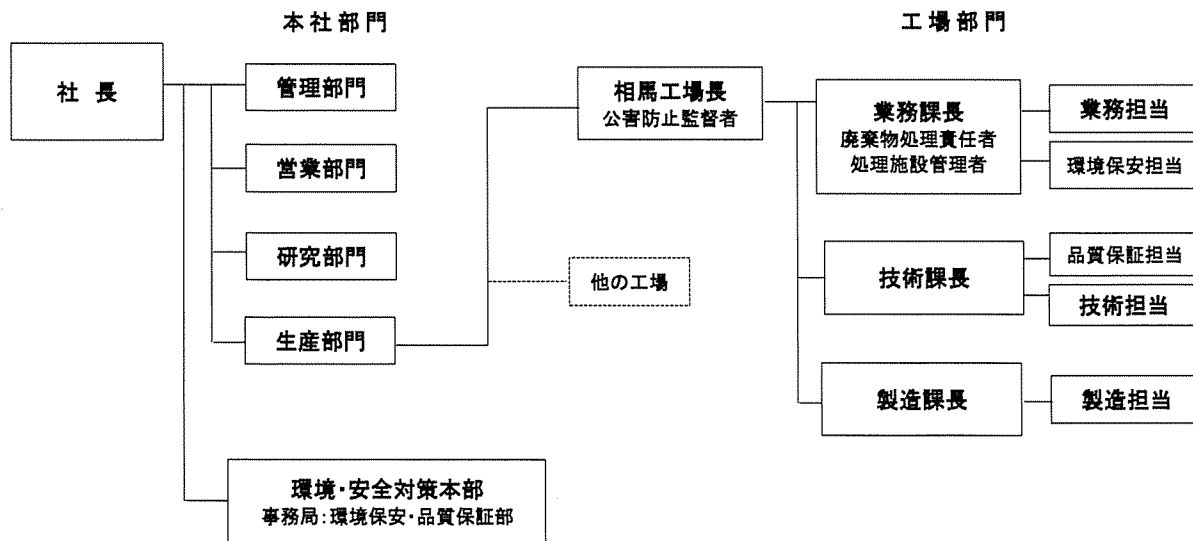 本社部門
工場部門
社長
管理部門
営業部門
研究部門
生産部門
環境・安全対策本部
事務局：環境保安・品質保証部
相馬工場長
公害防止監督者
他の工場
業務課長
廃棄物処理責任者
処理施設管理者
業務担当
環境保安担当
技術課長
品質保証担当
技術担当
製造課長
製造担当